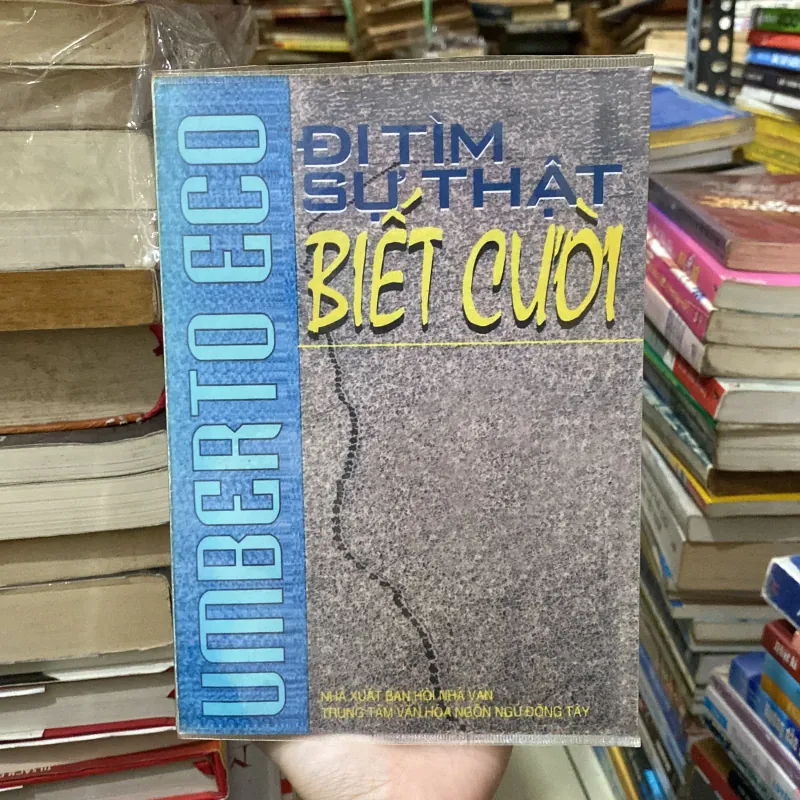 UMBERTO ECO
ĐI TÌM
SỰ THẬT
BIẾT CƯỜI
NHÀ XUẤT BẢN HỘI NHÀ VĂN
TRUNG TÂM VĂN HÓA NGÔN NGỮ ĐÔNG TÂY